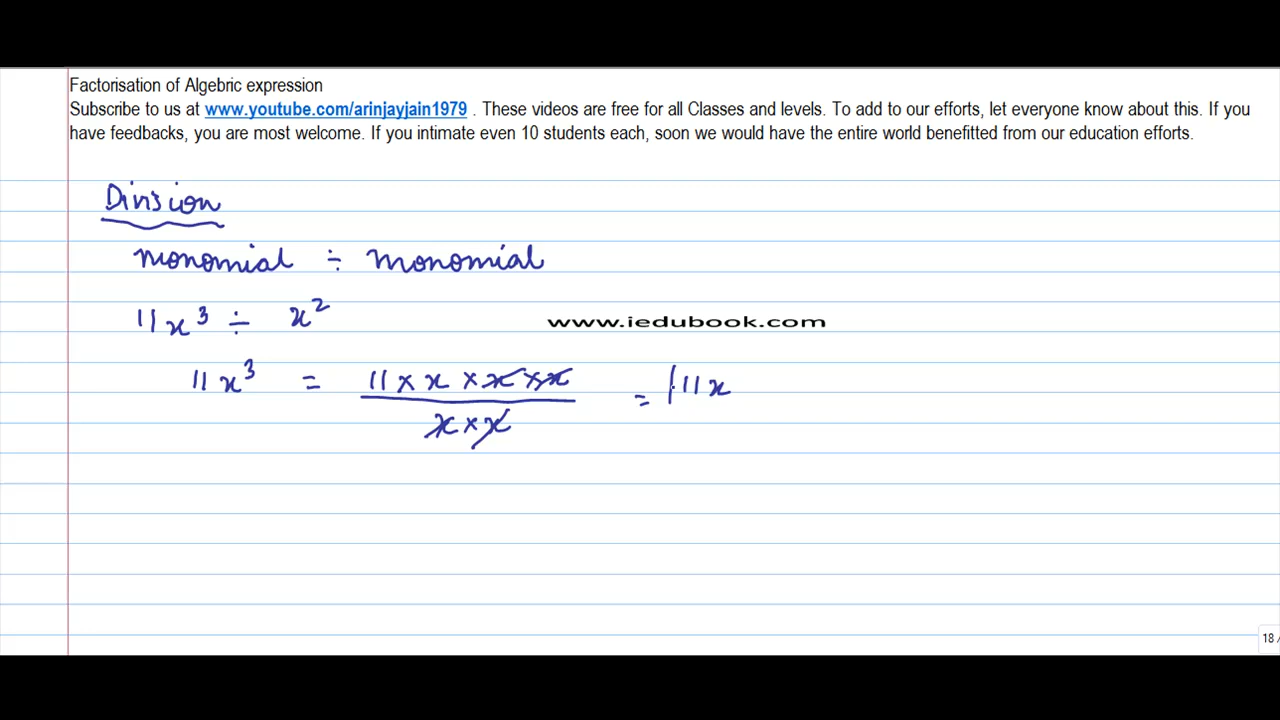 Factorisation of Algebric expression
Subscribe to us at www.youtube.com/arinjayjain1979 . These videos are free for all Classes and levels. To add to our efforts, let everyone know about this. If you
have feedbacks, you are most welcome. If you intimate even 10 students each, soon we would have the entire world benefitted from our education efforts.
Division
monomial ÷ monomial
11x³ ÷ x²
www.iedubook.com
11x³ = 11 × x × x × x / x × x = 11x
18 /